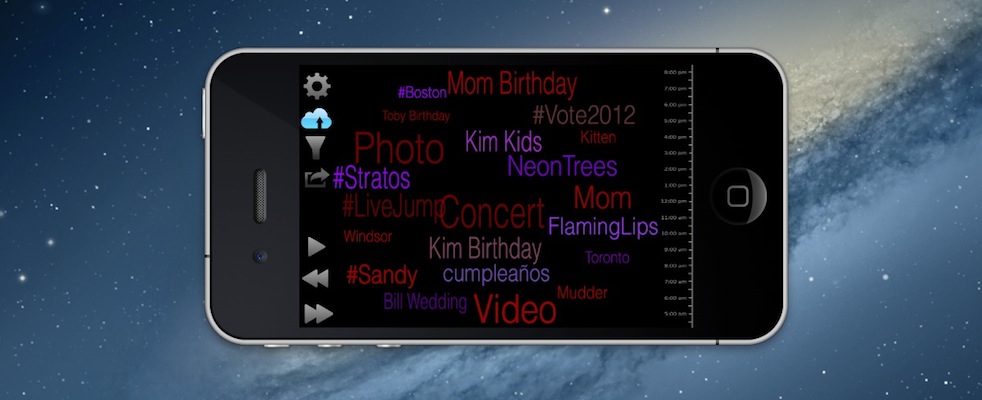 Mom Birthday
#Boston
Toby Birthday
#Vote2012
Photo
Kim Kids
Kitten
NeonTrees
#Stratos
Mom
#LiveJump
Concert
FlamingLips
Windsor
Kim Birthday
Toronto
#Sandy
cumpleaños
Bill Wedding
Mudder
Video
8:00 pm
7:00 pm
6:00 pm
5:00 pm
4:00 pm
3:00 pm
2:00 pm
1:00 pm
12:00 pm
11:00 am
10:00 am
9:00 am
8:00 am
7:00 am
6:00 am
5:00 am